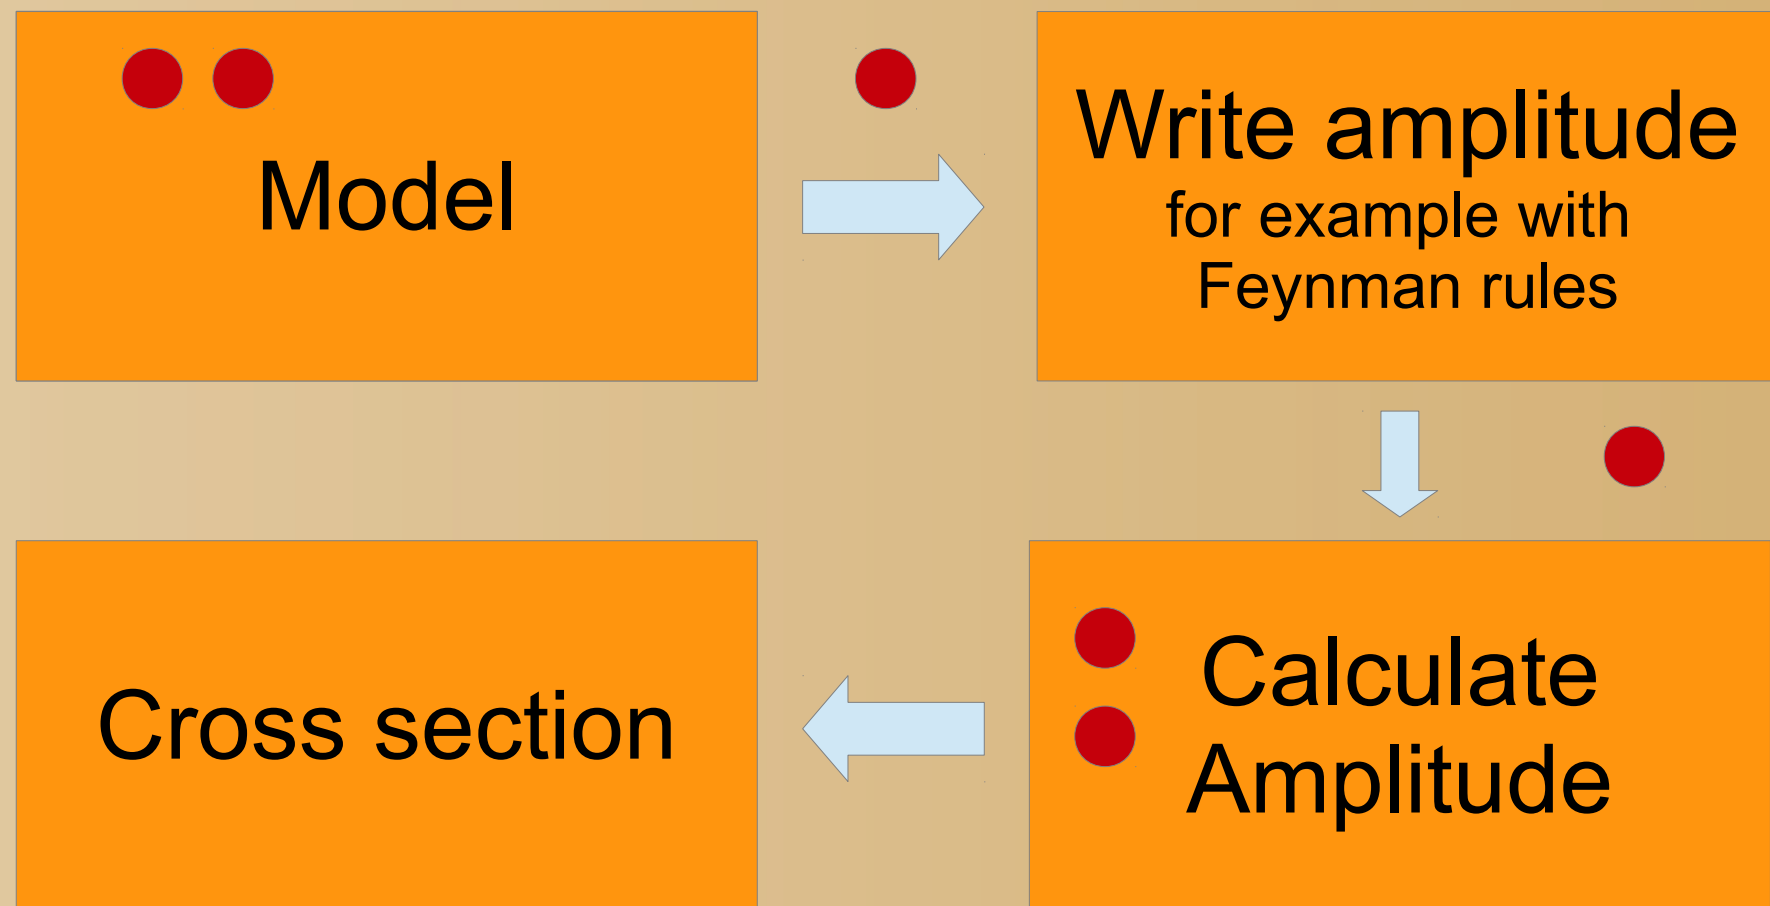 Model
Write amplitude
for example with
Feynman rules
Cross section
Calculate
Amplitude